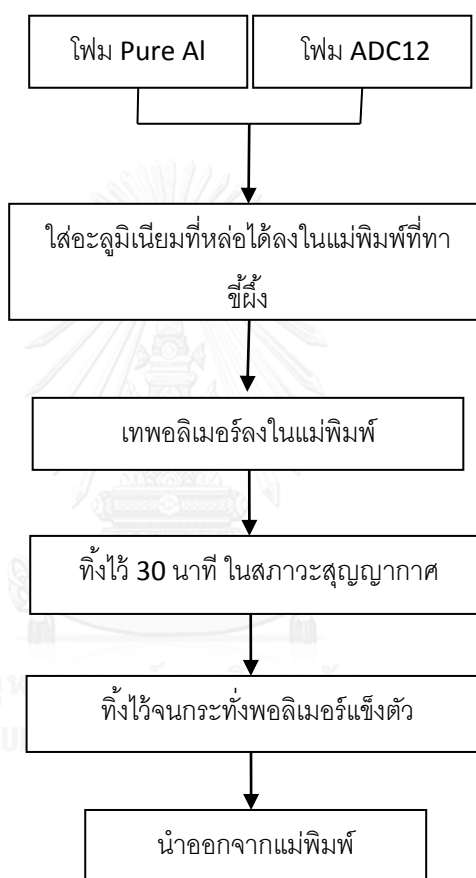 โฟม Pure Al
โฟม ADC12
ใส่อะลูมิเนียมที่หล่อได้ลงในแม่พิมพ์ที่ทา
ขี้ผึ้ง
เทพอลิเมอร์ลงในแม่พิมพ์
ทิ้งไว้ 30 นาที ในสภาวะสุญญากาศ
ทิ้งไว้จนกระทั่งพอลิเมอร์แข็งตัว
นำออกจากแม่พิมพ์